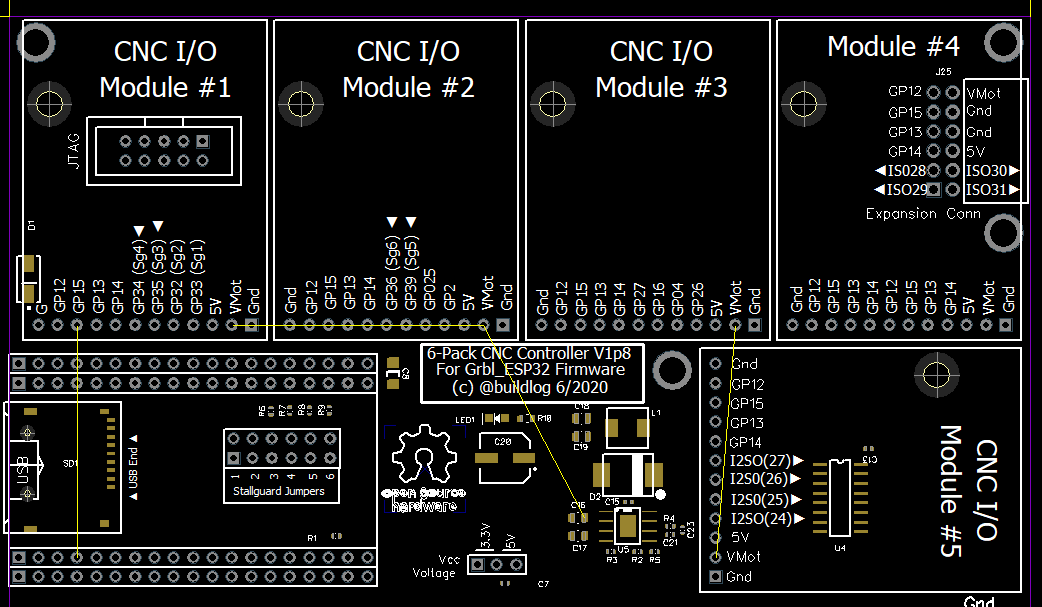 CNC I/O
Module #1
JTAG
D1
G
GP12
GP15
GP13
GP14
GP34 (Sg4)
GP35 (Sg3)
GP32 (Sg2)
GP33 (Sg1)
5V
VMot
Gnd
CNC I/O
Module #2
Gnd
GP12
GP15
GP13
GP14
GP36 (Sg6)
GP39 (Sg5)
GP025
GP2
5V
VMot
Gnd
CNC I/O
Module #3
Gnd
GP12
GP15
GP13
GP14
GP27
GP16
GP04
GP26
5V
VMot
Gnd
Module #4
J25
GP12 VMot
GP15 Gnd
GP13 Gnd
GP14 5V
◀IS028 ISO30▶
◀ISO29 ISO31▶
Expansion Conn
Gnd
GP12
GP15
GP13
GP14
GP12
GP15
GP13
GP14
5V
VMot
Gnd
6-Pack CNC Controller V1p8
For Grbl_ESP32 Firmware
(c) @buildlog 6/2020
USB
SD1
USB End
R6
R7
R8
R9
1 2 3 4 5 6
Stallguard Jumpers
R1
LED1
R10
C20
C18
C19
L1
D2
C15
C16
C17
U5
R3
R2
R5
R4
C21
C23
Open Source
hardware
3.3V
5V
Vcc
Voltage
C7
Gnd
GP12
GP15
GP13
GP14
I2SO(27)▶
I2S0(26)▶
I2S0(25)▶
I2SO(24)▶
5V
VMot
Gnd
C13
U4
CNC I/O
Module #5
Gnd